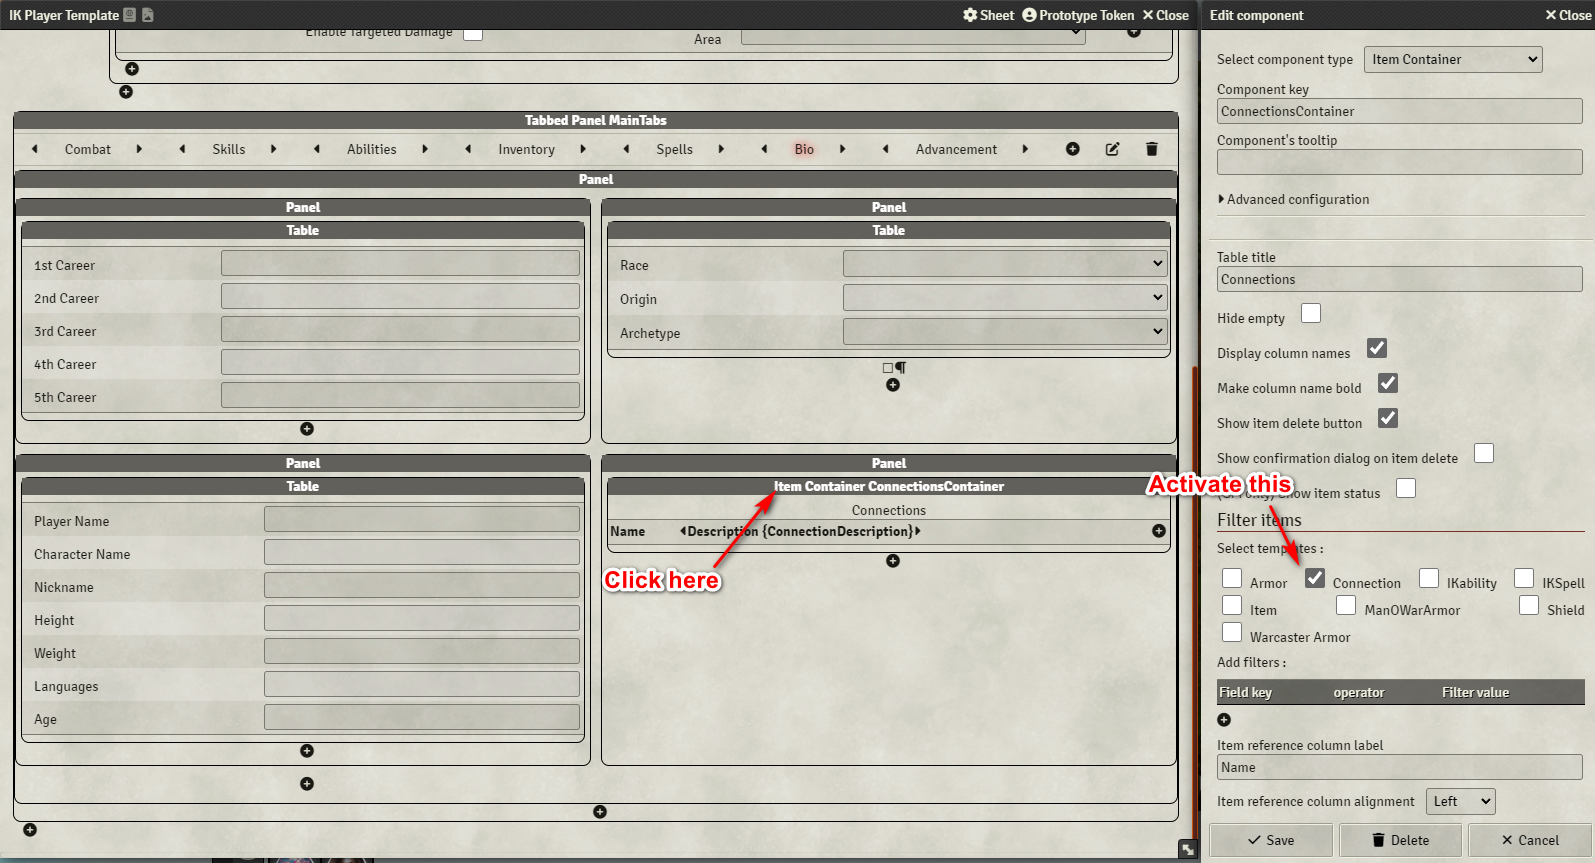 IK Player Template Sheet Prototype Token Close
Enable Targeted Damage
Area
Tabbed Panel MainTabs
Combat Skills Abilities Inventory Spells Bio Advancement
Panel
Panel
Table
1st Career
2nd Career
3rd Career
4th Career
5th Career
Panel
Table
Race
Origin
Archetype
□¶
Panel
Table
Player Name
Character Name
Nickname
Height
Weight
Languages
Age
Panel
Item Container ConnectionsContainer
Connections
Name Description {ConnectionDescription}
Click here
Edit component Close
Select component type Item Container
Component key
ConnectionsContainer
Component's tooltip
Advanced configuration
Table title
Connections
Hide empty
Display column names
Make column name bold
Show item delete button
Show confirmation dialog on item delete
Activate this
Show item status
Filter items
Select templates :
Armor Connection IKability IKSpell
Item ManOWarArmor Shield
Warcaster Armor
Add filters :
Field key operator Filter value
Item reference column label
Name
Item reference column alignment Left
Save Delete Cancel